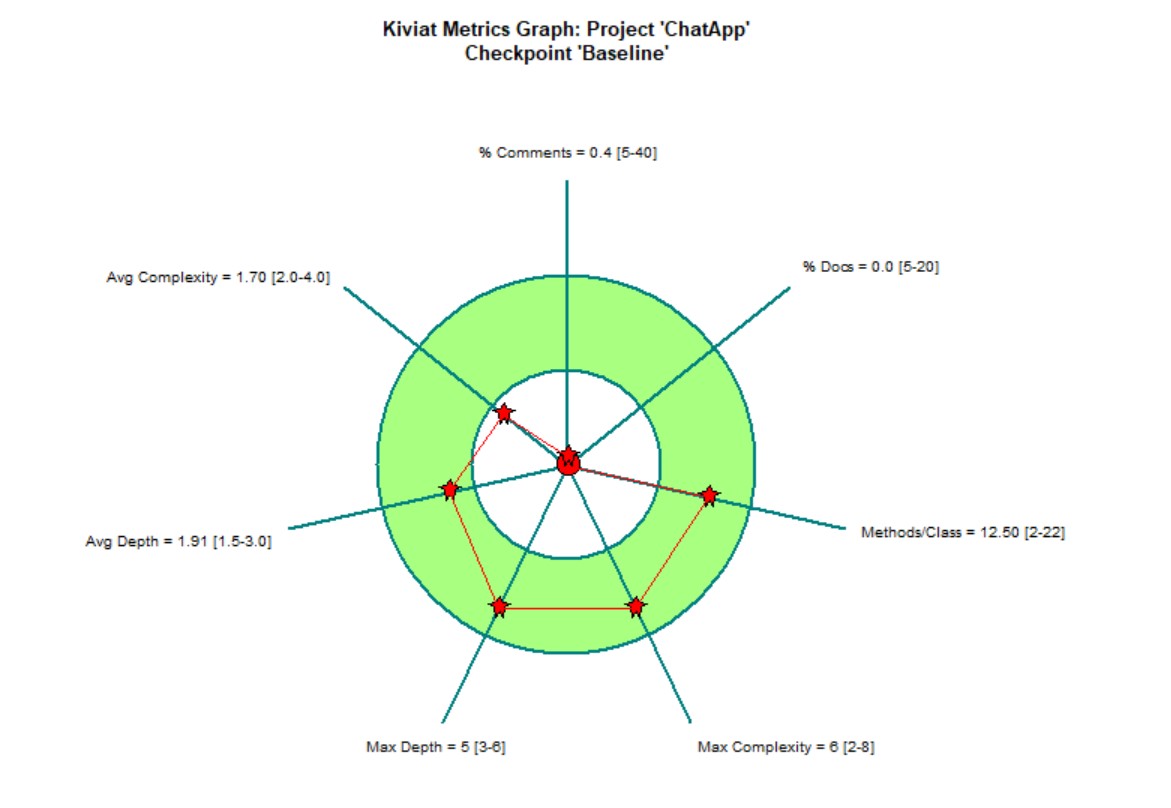 Kiviat Metrics Graph: Project 'ChatApp'
Checkpoint 'Baseline'
% Comments = 0.4 [5-40]
% Docs = 0.0 [5-20]
Avg Complexity = 1.70 [2.0-4.0]
Methods/Class = 12.50 [2-22]
Avg Depth = 1.91 [1.5-3.0]
Max Depth = 5 [3-6]
Max Complexity = 6 [2-8]